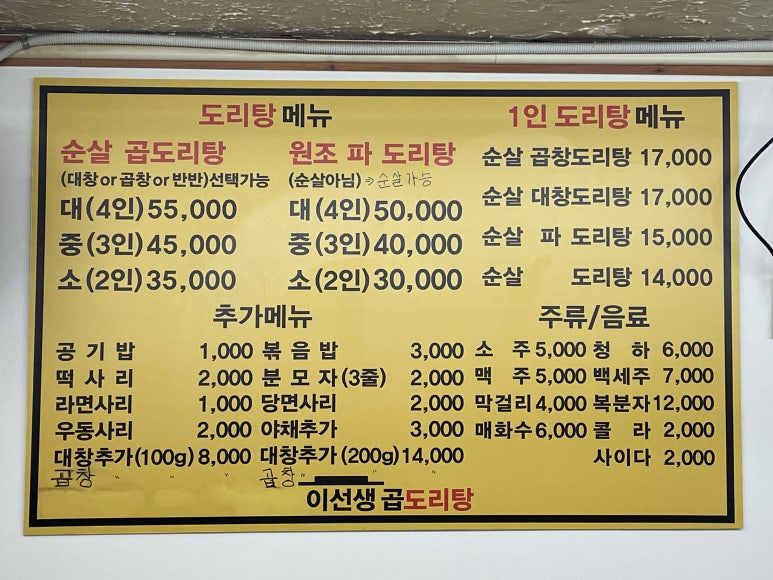 도리탕 메뉴
순살 곱도리탕
(대창 or 곱창 or 반반)선택가능
대(4인) 55,000
중(3인) 45,000
소(2인) 35,000
원조 파 도리탕
(순살아님) → 순살가능
대(4인) 50,000
중(3인) 40,000
소(2인) 30,000
1인 도리탕 메뉴
순살 곱창도리탕 17,000
순살 대창도리탕 17,000
순살 파 도리탕 15,000
순살 도리탕 14,000
추가메뉴
공기밥 1,000 볶음밥 3,000
떡사리 2,000 분모자(3줄) 2,000
라면사리 1,000 당면사리 2,000
우동사리 2,000 야채추가 3,000
대창추가(100g) 8,000 대창추가(200g) 14,000
곱창 " " " 곱창 " "
주류/음료
소주 5,000 청하 6,000
맥주 5,000 백세주 7,000
막걸리 4,000 복분자 12,000
매화수 6,000 콜라 2,000
사이다 2,000
이선생 곱도리탕